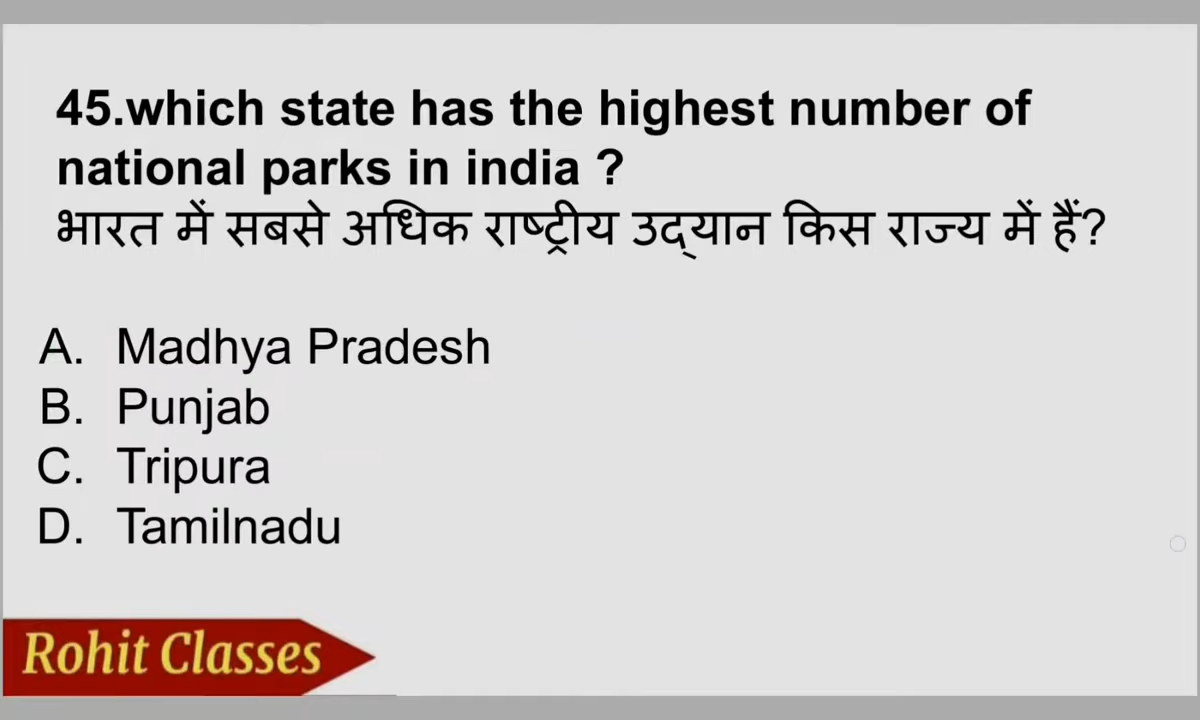 45.which state has the highest number of
national parks in india ?
भारत में सबसे अधिक राष्ट्रीय उद्‌यान किस राज्य में हैं?
A. Madhya Pradesh
B. Punjab
C. Tripura
D. Tamilnadu
Rohit Classes